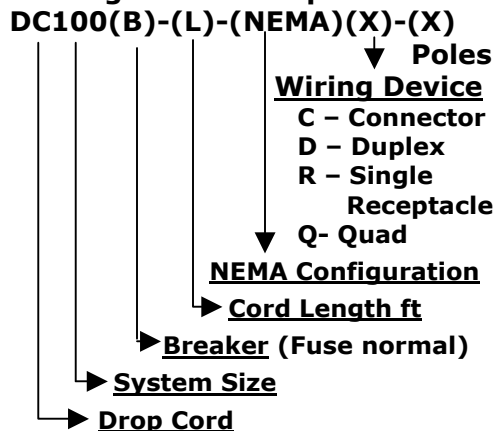 DC100(B)-(L)-(NEMA)(X)-(X)
Poles
Wiring Device
C – Connector
D – Duplex
R – Single
Receptacle
Q- Quad
NEMA Configuration
Cord Length ft
Breaker (Fuse normal)
System Size
Drop Cord